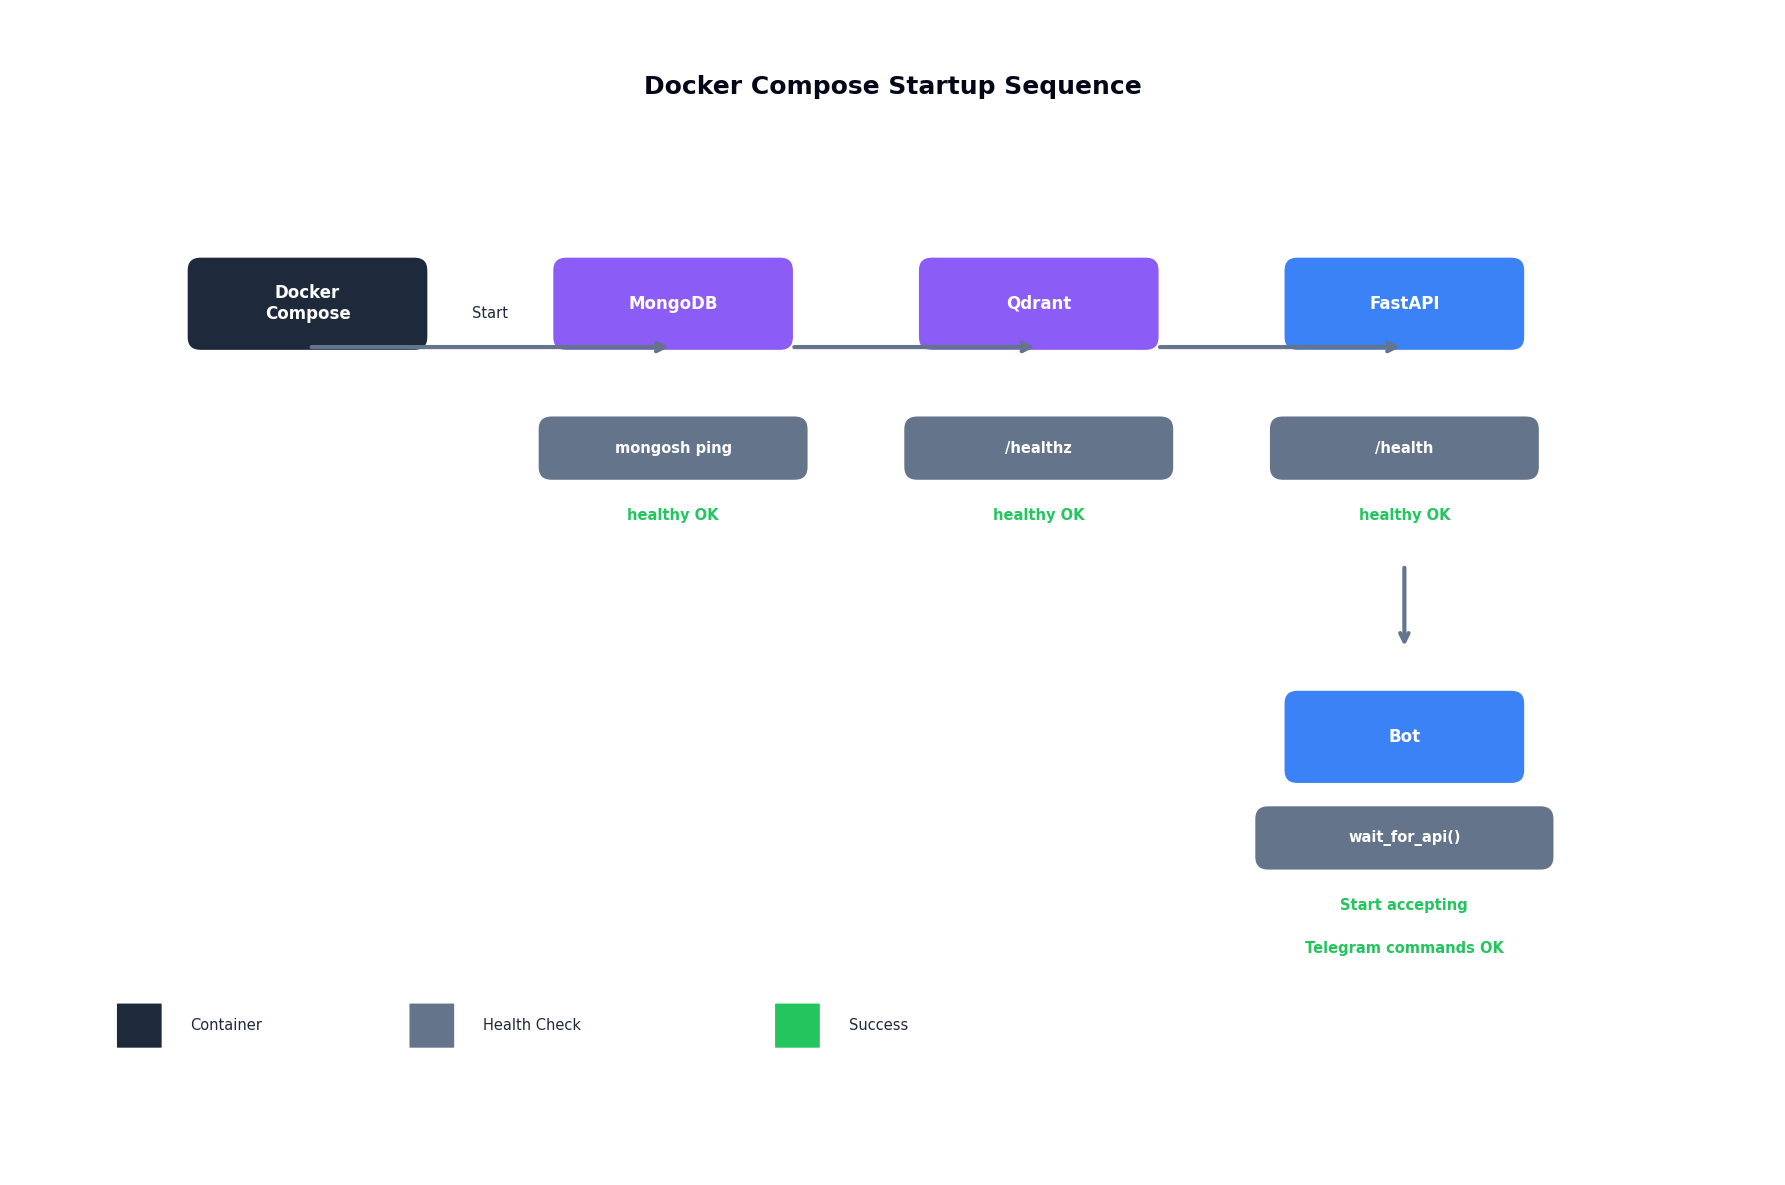 Docker Compose Startup Sequence
Docker
Compose
Start
MongoDB
Qdrant
FastAPI
mongosh ping
/healthz
/health
healthy OK
healthy OK
healthy OK
Bot
wait_for_api()
Start accepting
Telegram commands OK
Container
Health Check
Success